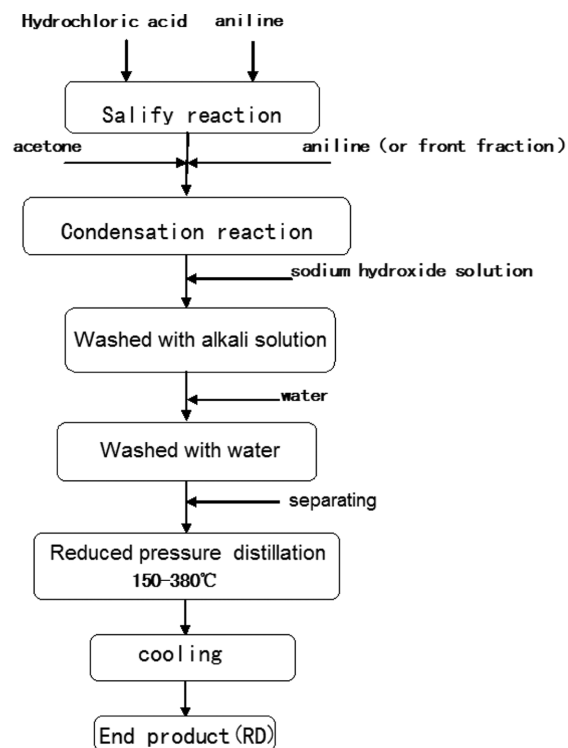 Hydrochloric acid aniline
Salify reaction
acetone aniline (or front fraction)
Condensation reaction
sodium hydroxide solution
Washed with alkali solution
water
Washed with water
separating
Reduced pressure distillation
150-380℃
cooling
End product(RD)